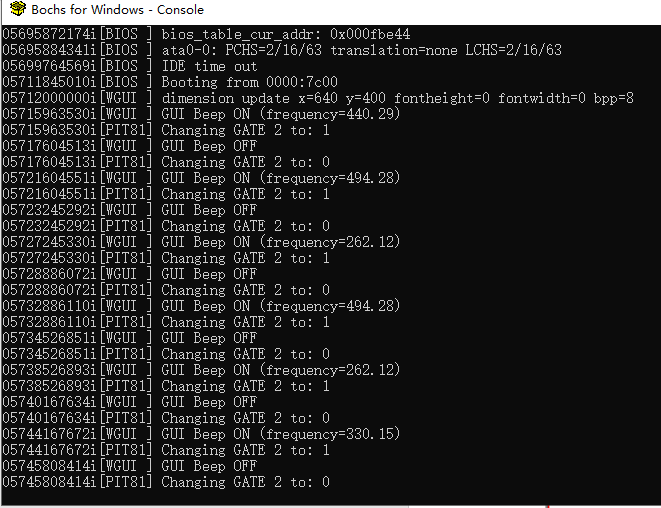 Bochs for Windows - Console
05695872174i[BIOS ] bios_table_cur_addr: 0x000fbe44
05695884341i[BIOS ] ata0-0: PCHS=2/16/63 translation=none LCHS=2/16/63
05699764569i[BIOS ] IDE time out
05711845010i[BIOS ] Booting from 0000:7c00
05712000000i[WGUI ] dimension update x=640 y=400 fontheight=0 fontwidth=0 bpp=8
05715963530i[WGUI ] GUI Beep ON (frequency=440.29)
05715963530i[PIT81] Changing GATE 2 to: 1
05717604513i[WGUI ] GUI Beep OFF
05717604513i[PIT81] Changing GATE 2 to: 0
05721604551i[WGUI ] GUI Beep ON (frequency=494.28)
05721604551i[PIT81] Changing GATE 2 to: 1
05723245292i[WGUI ] GUI Beep OFF
05723245292i[PIT81] Changing GATE 2 to: 0
05727245330i[WGUI ] GUI Beep ON (frequency=262.12)
05727245330i[PIT81] Changing GATE 2 to: 1
05728886072i[WGUI ] GUI Beep OFF
05728886072i[PIT81] Changing GATE 2 to: 0
05732886110i[WGUI ] GUI Beep ON (frequency=494.28)
05732886110i[PIT81] Changing GATE 2 to: 1
05734526851i[WGUI ] GUI Beep OFF
05734526851i[PIT81] Changing GATE 2 to: 0
05738526893i[WGUI ] GUI Beep ON (frequency=262.12)
05738526893i[PIT81] Changing GATE 2 to: 1
05740167634i[WGUI ] GUI Beep OFF
05740167634i[PIT81] Changing GATE 2 to: 0
05744167672i[WGUI ] GUI Beep ON (frequency=330.15)
05744167672i[PIT81] Changing GATE 2 to: 1
05745808414i[WGUI ] GUI Beep OFF
05745808414i[PIT81] Changing GATE 2 to: 0